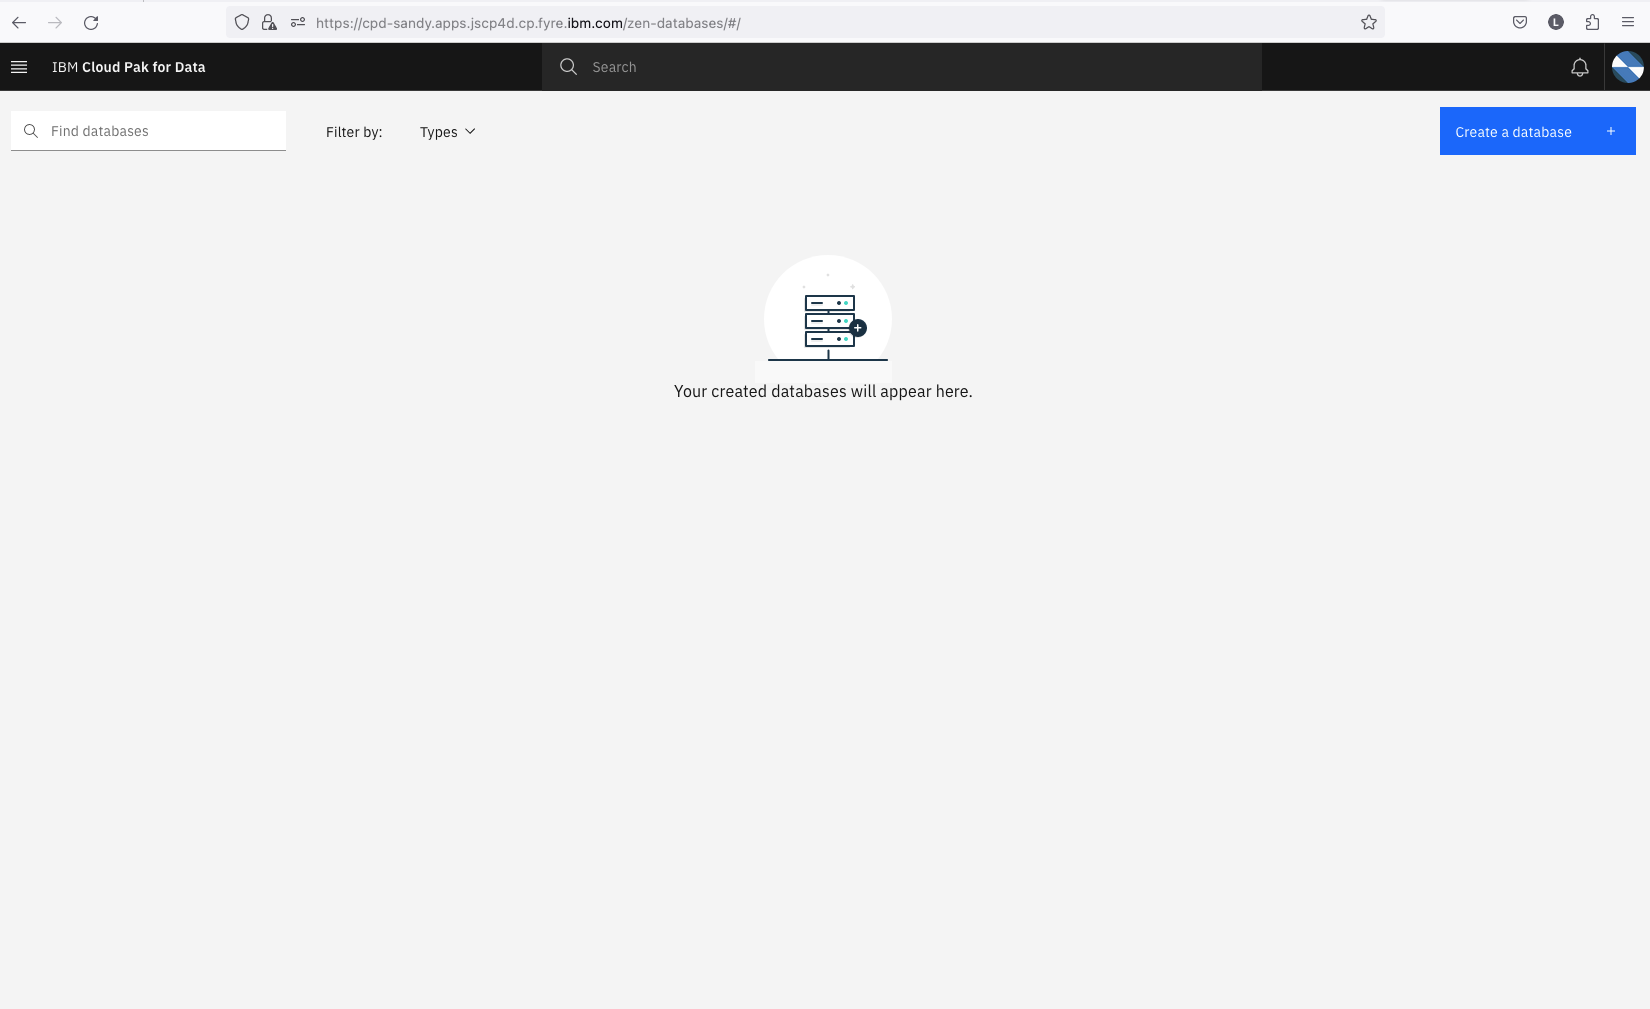 https://cpd-sandy.apps.jscp4d.cp.fyre.ibm.com/zen-databases/#/
L
IBM Cloud Pak for Data
Search
Find databases
Filter by:
Types
Create a database +
Your created databases will appear here.